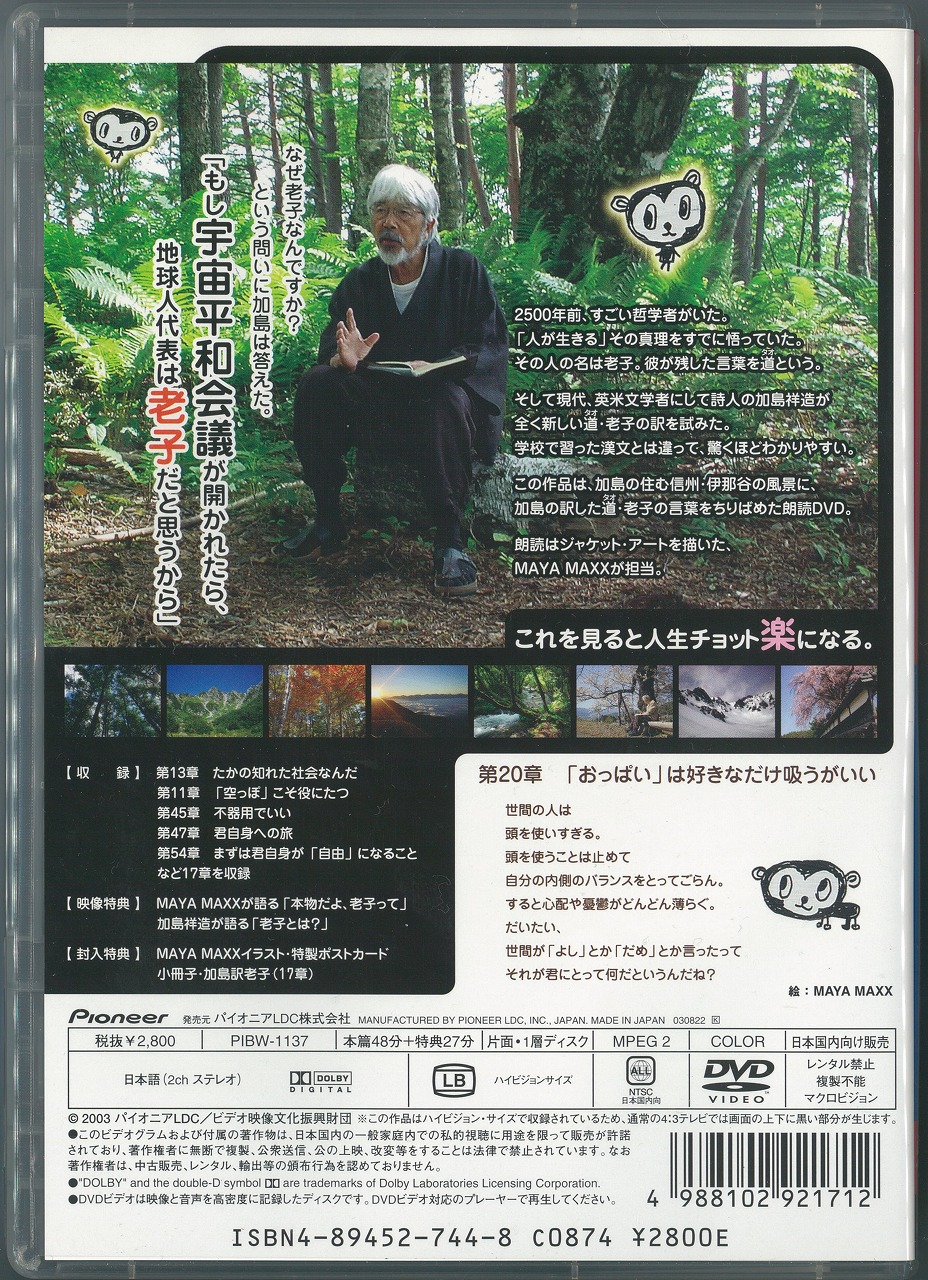 なぜ老子なんですか？
という問いに加島は答えた。
「もし宇宙平和会議が開かれたら、
地球人代表は老子だと思うから」
2500年前、すごい哲学者がいた。
「人が生きる」その真理をすでに悟っていた。
その人の名は老子。彼が残した言葉を道（タオ）という。
そして現代、英米文学者にして詩人の加島祥造が
全く新しい道（タオ）・老子の訳を試みた。
学校で習った漢文とは違って、驚くほどわかりやすい。
この作品は、加島の住む信州・伊那谷の風景に、
加島の訳した道（タオ）・老子の言葉をちりばめた朗読DVD。
朗読はジャケット・アートを描いた、
MAYA MAXXが担当。
これを見ると人生チョット楽になる。
【収　録】 第13章　たかの知れた社会なんだ
第11章　「空っぽ」こそ役にたつ
第45章　不器用でいい
第47章　君自身への旅
第54章　まずは君自身が「自由」になること
など17章を収録
【映像特典】 MAYA MAXXが語る「本物だよ、老子って」
加島祥造が語る「老子とは？」
【封入特典】 MAYA MAXXイラスト・特製ポストカード
小冊子・加島訳老子（17章）
第20章　「おっぱい」は好きなだけ吸うがいい
世間の人は
頭を使いすぎる。
頭を使うことは止めて
自分の内側のバランスをとってごらん。
すると心配や憂鬱がどんどん薄らぐ。
だいたい、
世間が「よし」とか「だめ」とか言ったって
それが君にとって何だというんだね？
絵：MAYA MAXX
Pioneer 発売元 パイオニアLDC株式会社 MANUFACTURED BY PIONEER LDC, INC., JAPAN. MADE IN JAPAN 030822 K
税抜￥2,800 PIBW-1137 本篇48分＋特典27分 片面・1層ディスク MPEG 2 COLOR 日本国内向け販売
日本語（2ch ステレオ） DOLBY DIGITAL LB ハイビジョンサイズ ALL NTSC 日本国内向 DVD VIDEO レンタル禁止
複製不能
マクロビジョン
© 2003 パイオニアLDC／ビデオ映像文化振興財団 ※この作品はハイビジョン・サイズで収録されているため、通常の4:3テレビでは画面の上下に黒い部分が生じます。
●このビデオグラムおよび付属の著作物は、日本国内の一般家庭内での私的視聴に用途を限って販売が許諾
されており、著作権者に無断で複製、公衆送信、公の上映、改変等をすることは法律で禁止されています。なお
著作権者は、中古販売、レンタル、輸出等の頒布行為を認めておりません。
●"DOLBY" and the double-D symbol are trademarks of Dolby Laboratories Licensing Corporation.
●DVDビデオは映像と音声を高密度に記録したディスクです。DVDビデオ対応のプレーヤーで再生してください。
4 988102 921712
ISBN4-89452-744-8 C0874 ¥2800E